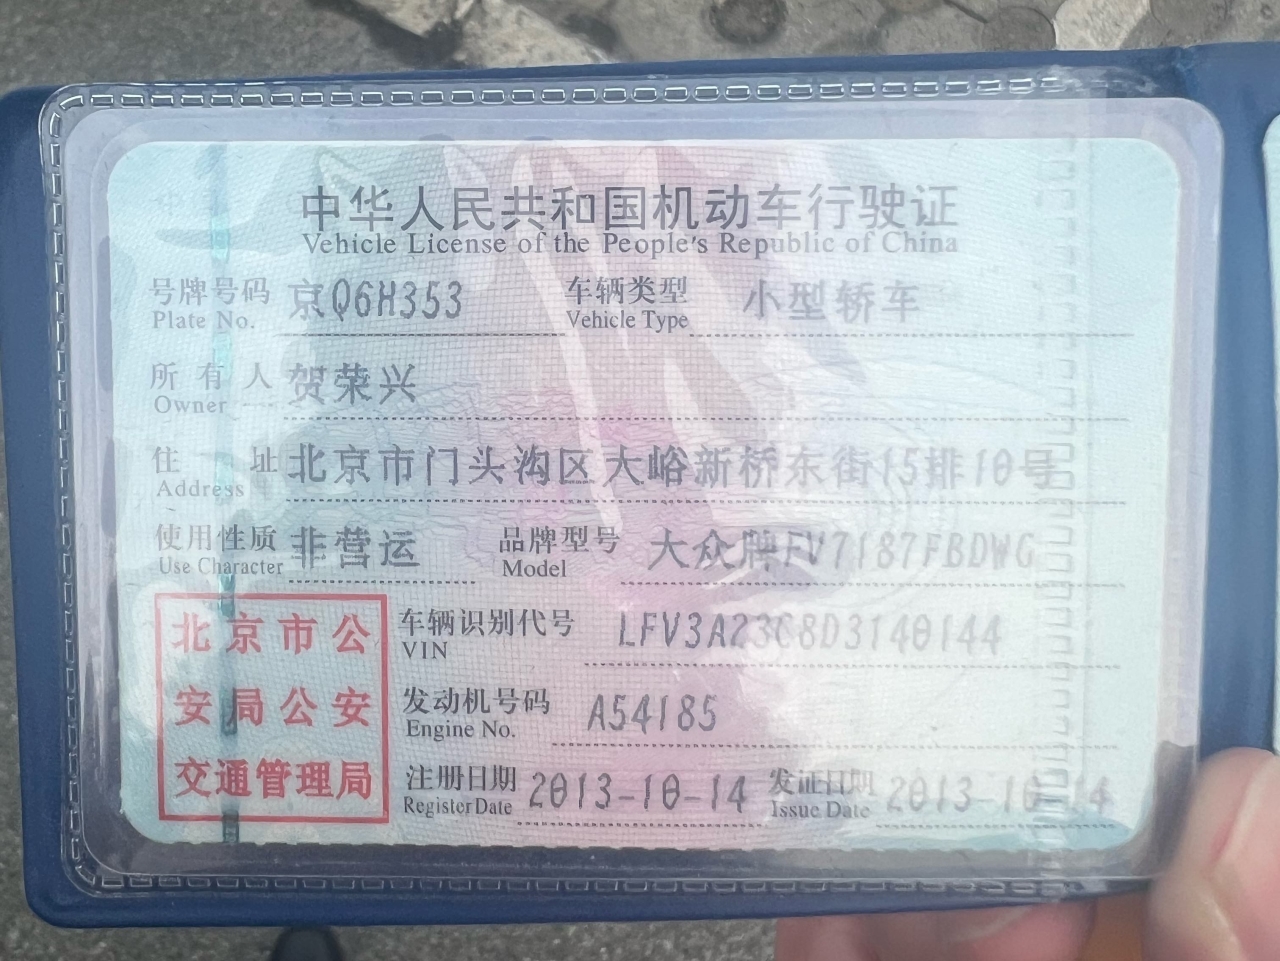 中华人民共和国机动车行驶证
Vehicle License of the People's Republic of China
号牌号码 京Q6H353 车辆类型 小型轿车
Plate No. Vehicle Type
所有人 贺荣兴
Owner
住址 北京市门头沟区大峪新桥东街15排10号
Address
使用性质 非营运 品牌型号 大众牌FV7187FBDWG
Use Character Model
北京市公
安局公安
交通管理局
车辆识别代号 LFV3A23C8D3140144
VIN
发动机号码 A54185
Engine No.
注册日期 2013-10-14 发证日期 2013-10-14
Register Date Issue Date